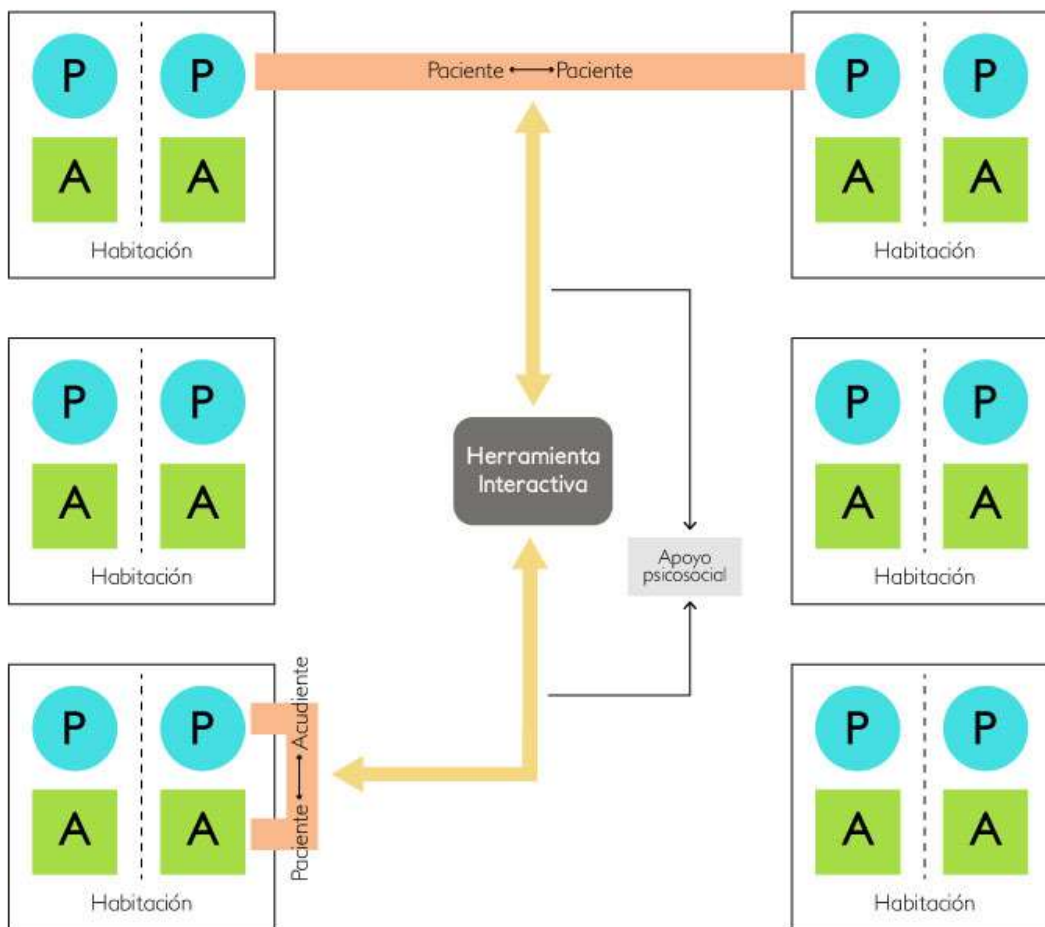 P P
Paciente Paciente
P P
A A
A A
Habitación
Habitación
P P
P P
Herramienta
Interactiva
A A
A A
Apoyo
psicosocial
Habitación
Habitación
P P
Paciente Acudiente
P P
A A
A A
Habitación
Habitación